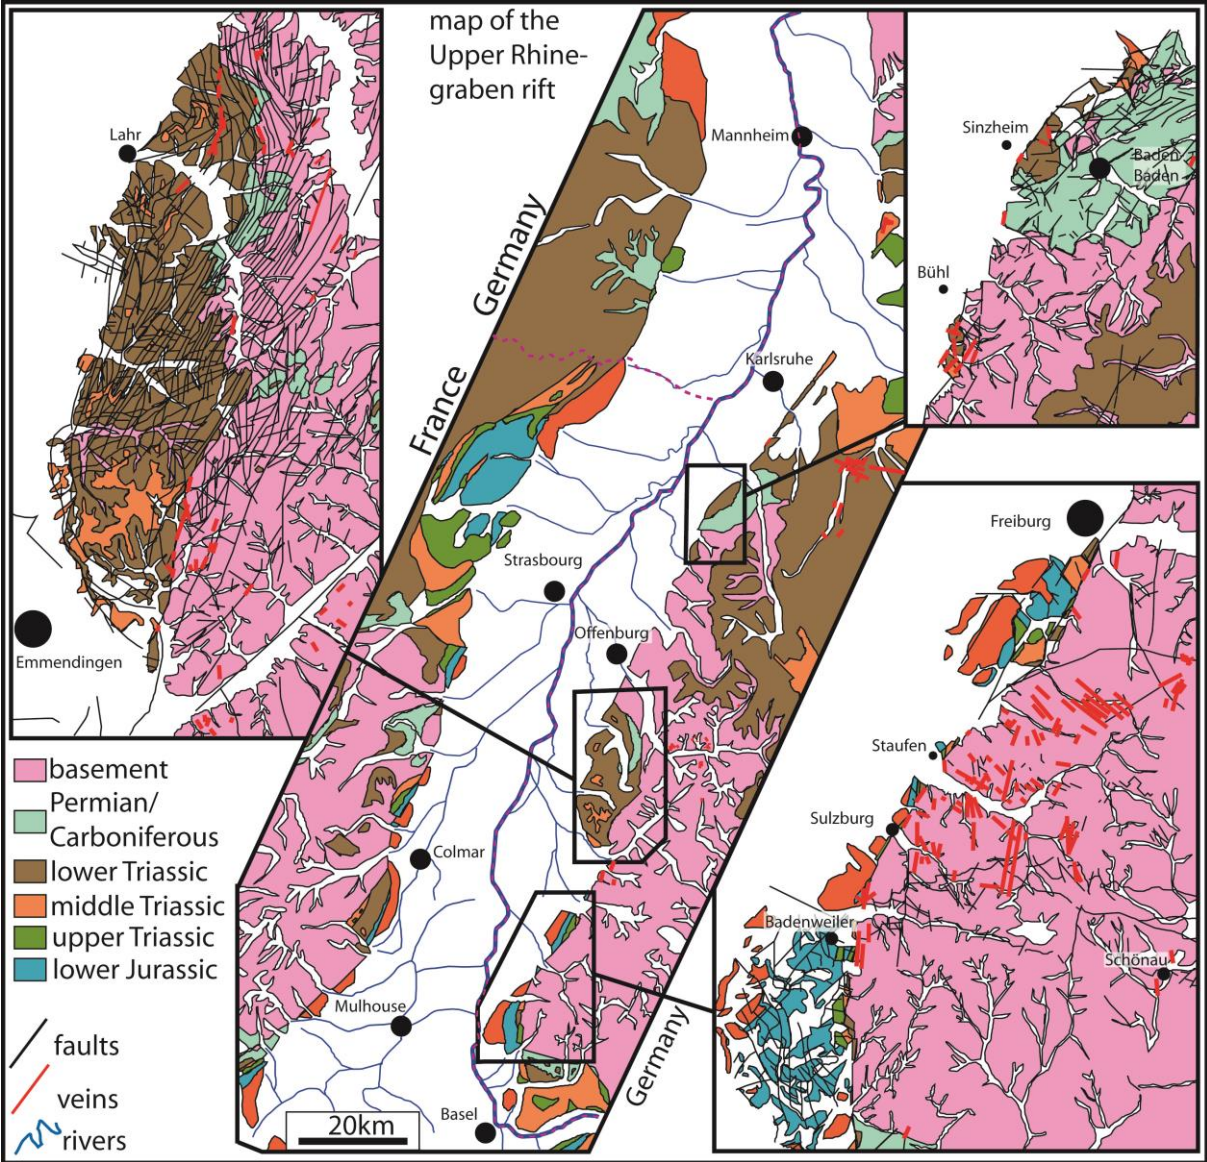 map of the
Upper Rhine-
graben rift
Lahr
Emmendingen
Mannheim
Germany
France
Karlsruhe
Strasbourg
Offenburg
Colmar
Mulhouse
Basel
Germany
20km
Sinzheim
Baden
Baden
Bühl
Freiburg
Staufen
Sulzburg
Badenweiler
Schönau
basement
Permian/
Carboniferous
lower Triassic
middle Triassic
upper Triassic
lower Jurassic
faults
veins
rivers